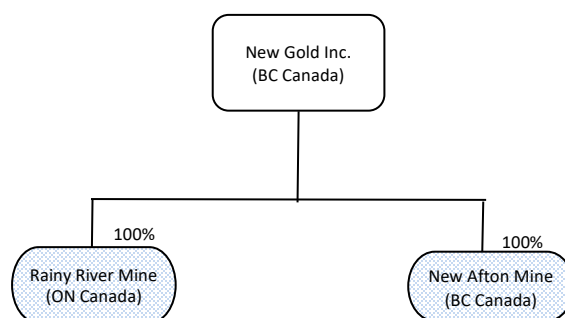 New Gold Inc.
(BC Canada)
100%
100%
Rainy River Mine
(ON Canada)
New Afton Mine
(BC Canada)